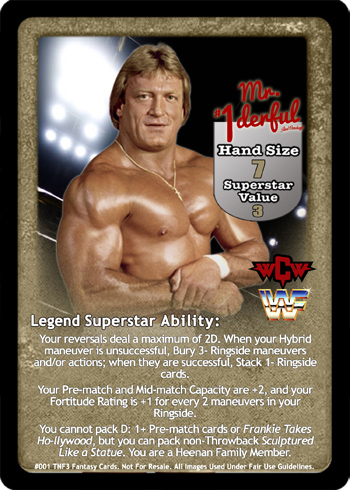 Mr.
#1derful
Hand Size
7
Superstar
Value
3
WCW
WF
Legend Superstar Ability:
Your reversals deal a maximum of 2D. When your Hybrid
maneuver is unsuccessful, Bury 3- Ringside maneuvers
and/or actions; when they are successful, Stack 1- Ringside
cards.
Your Pre-match and Mid-match Capacity are +2, and your
Fortitude Rating is +1 for every 2 maneuvers in your
Ringside.
You cannot pack D: 1+ Pre-match cards or Frankie Takes
Ho-llywood, but you can pack non-Throwback Sculptured
Like a Statue. You are a Heenan Family Member.
#001 TNF3 Fantasy Cards. Not For Resale. All Images Used Under Fair Use Guidelines.